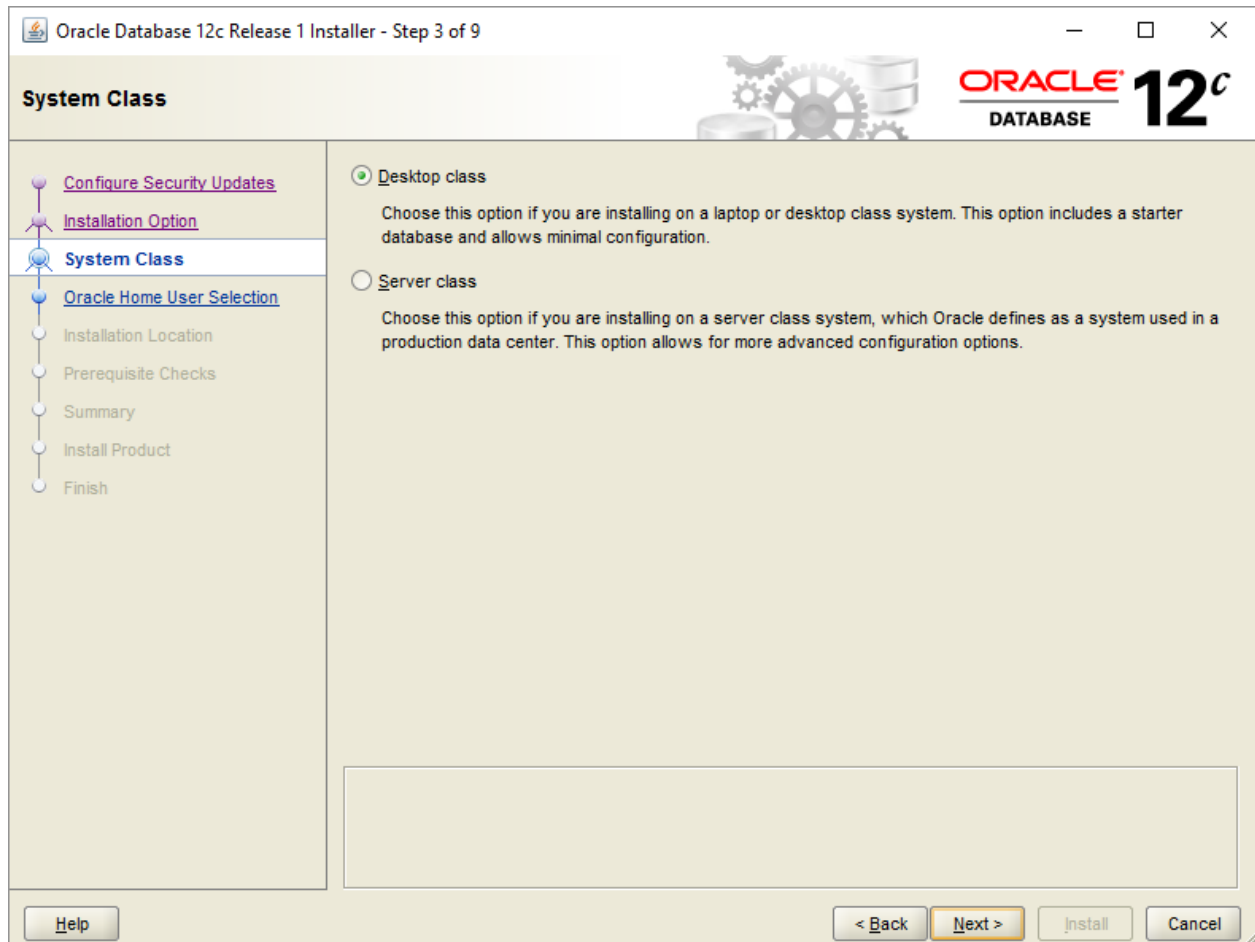 Oracle Database 12c Release 1 Installer - Step 3 of 9
System Class
ORACLE®
DATABASE
12c
Configure Security Updates
Installation Option
System Class
Oracle Home User Selection
Installation Location
Prerequisite Checks
Summary
Install Product
Finish
Desktop class
Choose this option if you are installing on a laptop or desktop class system. This option includes a starter
database and allows minimal configuration.
Server class
Choose this option if you are installing on a server class system, which Oracle defines as a system used in a
production data center. This option allows for more advanced configuration options.
Help
< Back
Next >
Install
Cancel